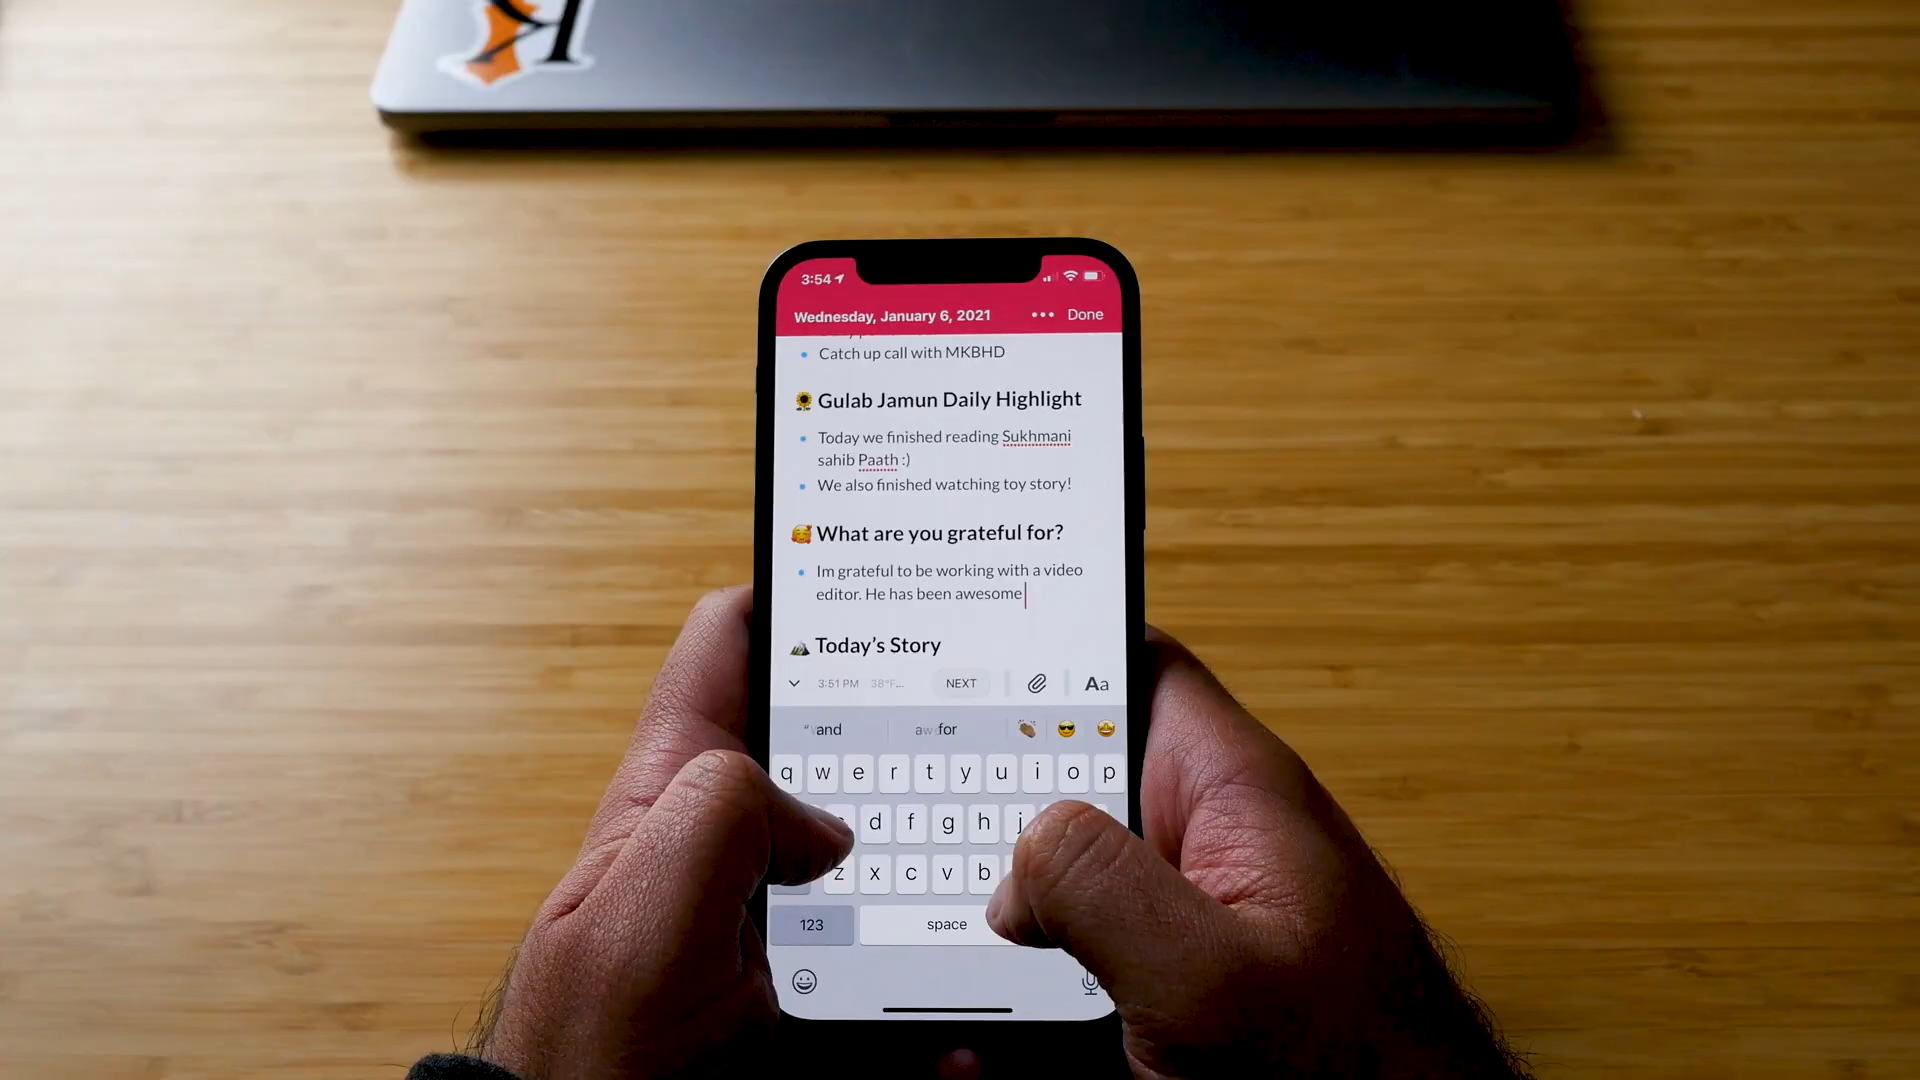 3:54
Wednesday, January 6, 2021 ••• Done
Catch up call with MKBHD
Gulab Jamun Daily Highlight
Today we finished reading Sukhmani
sahib Paath :)
We also finished watching toy story!
What are you grateful for?
Im grateful to be working with a video
editor. He has been awesome
Today's Story
3:51 PM 38°F... NEXT Aa
and for
q w e r t y u i o p
d f g h j
z x c v b
123 space